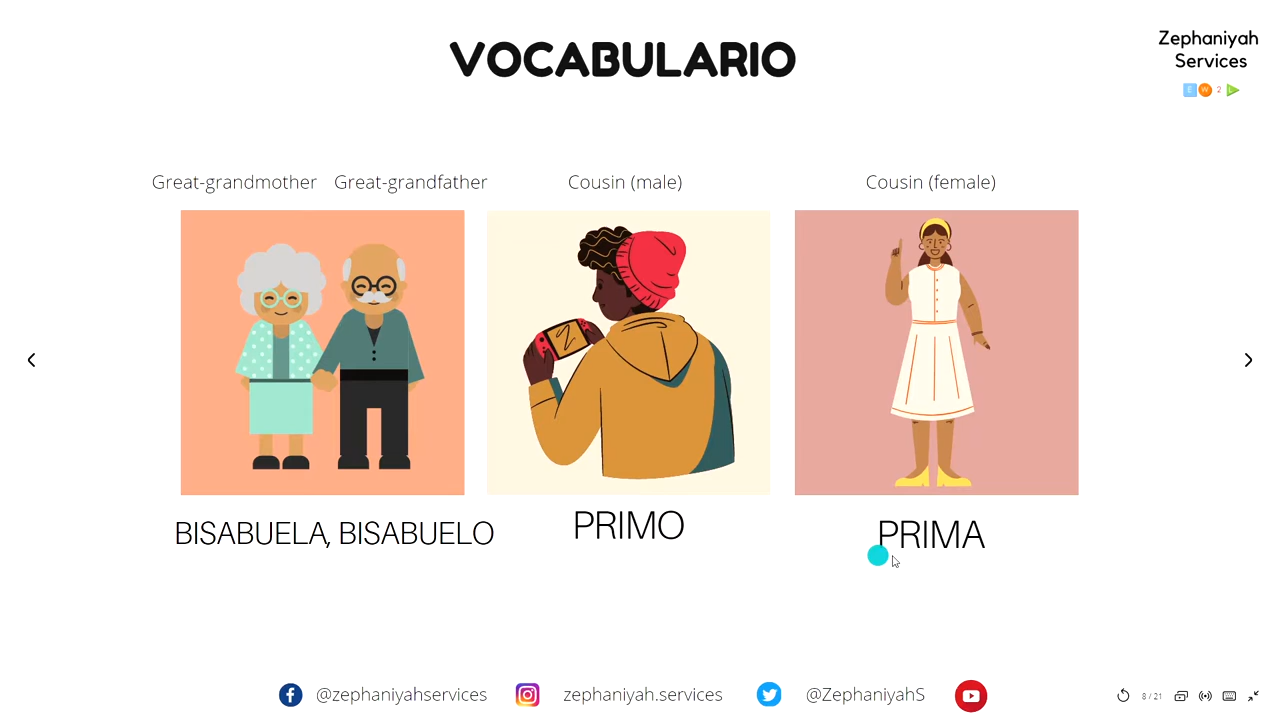 VOCABULARIO
Zephaniyah
Services
E W 2
Great-grandmother Great-grandfather Cousin (male) Cousin (female)
BISABUELA, BISABUELO PRIMO PRIMA
@zephaniyahservices zephaniyah.services @ZephaniyahS
8 / 21